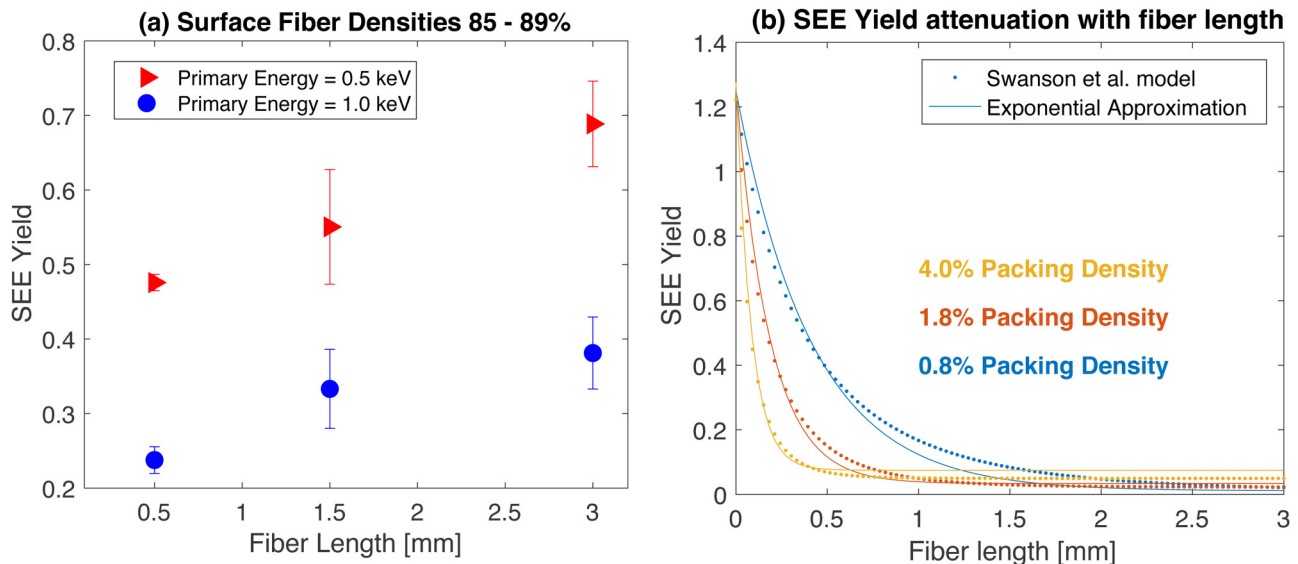 (a) Surface Fiber Densities 85 - 89%
0.8
0.7
0.6
0.5
0.4
0.3
0.2
SEE Yield
Primary Energy = 0.5 keV
Primary Energy = 1.0 keV
0.5
1.5
3
Fiber Length [mm]
(b) SEE Yield attenuation with fiber length
1.4
1.2
1
0.8
0.6
0.4
0.2
0
SEE Yield
Swanson et al. model
Exponential Approximation
4.0% Packing Density
1.8% Packing Density
0.8% Packing Density
0
0.5
1
1.5
2
2.5
3
Fiber length [mm]